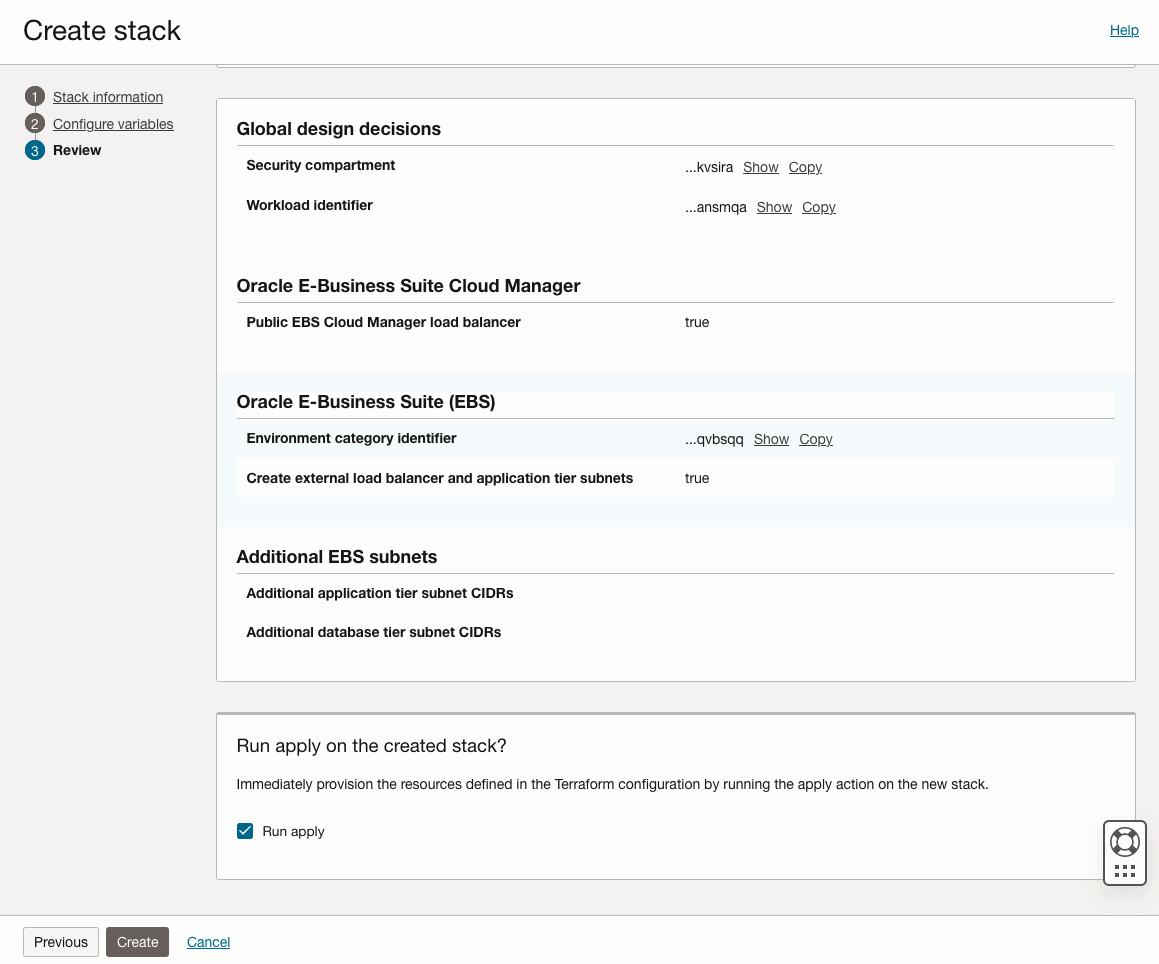 Create stack
Help
1 Stack information
2 Configure variables
3 Review
Global design decisions
Security compartment ...kvsira Show Copy
Workload identifier ...ansmqa Show Copy
Oracle E-Business Suite Cloud Manager
Public EBS Cloud Manager load balancer true
Oracle E-Business Suite (EBS)
Environment category identifier ...qvbsqq Show Copy
Create external load balancer and application tier subnets true
Additional EBS subnets
Additional application tier subnet CIDRs
Additional database tier subnet CIDRs
Run apply on the created stack?
Immediately provision the resources defined in the Terraform configuration by running the apply action on the new stack.
Run apply
Previous Create Cancel